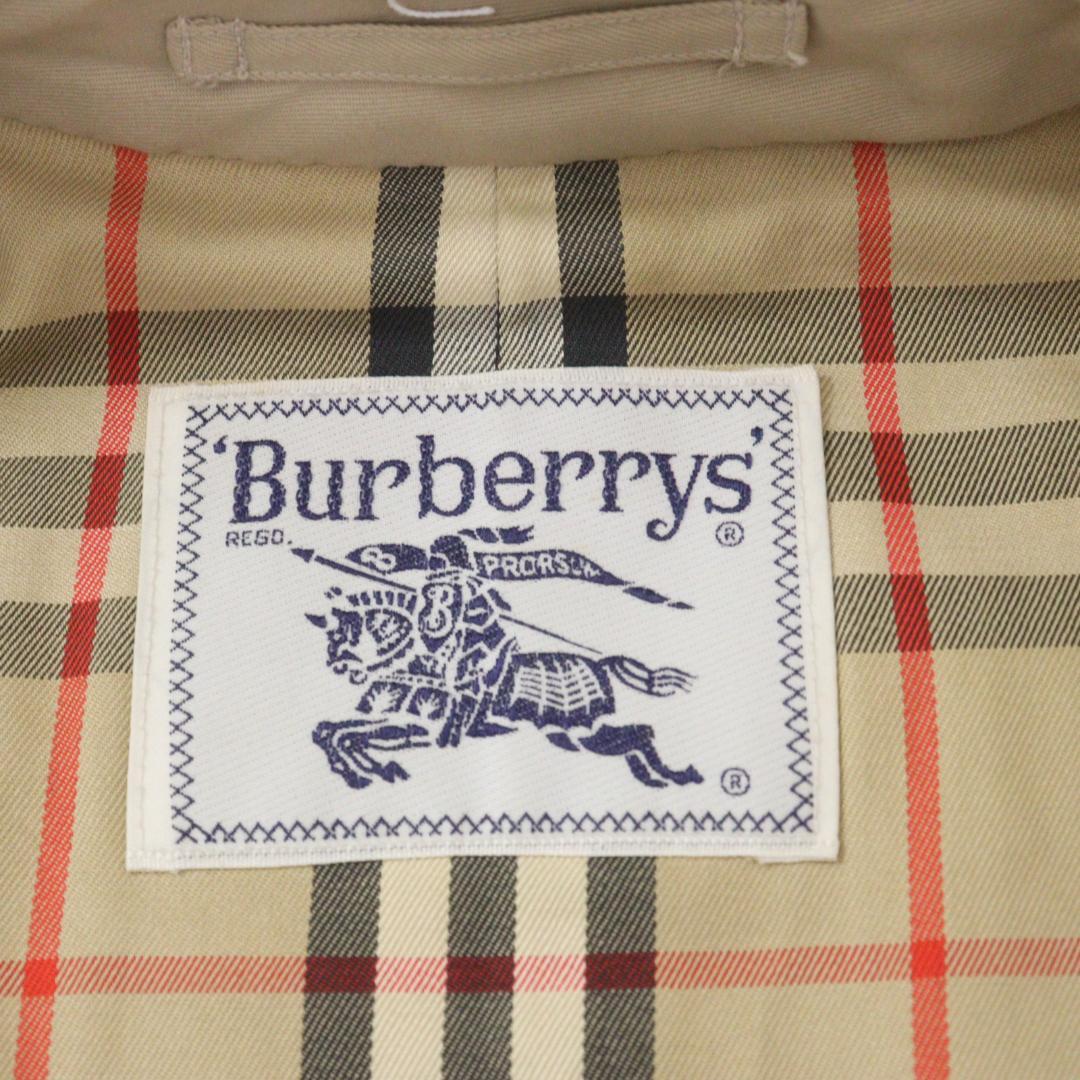 ‘Burberrys’
REGD. ®
B PRORSUM
B
®